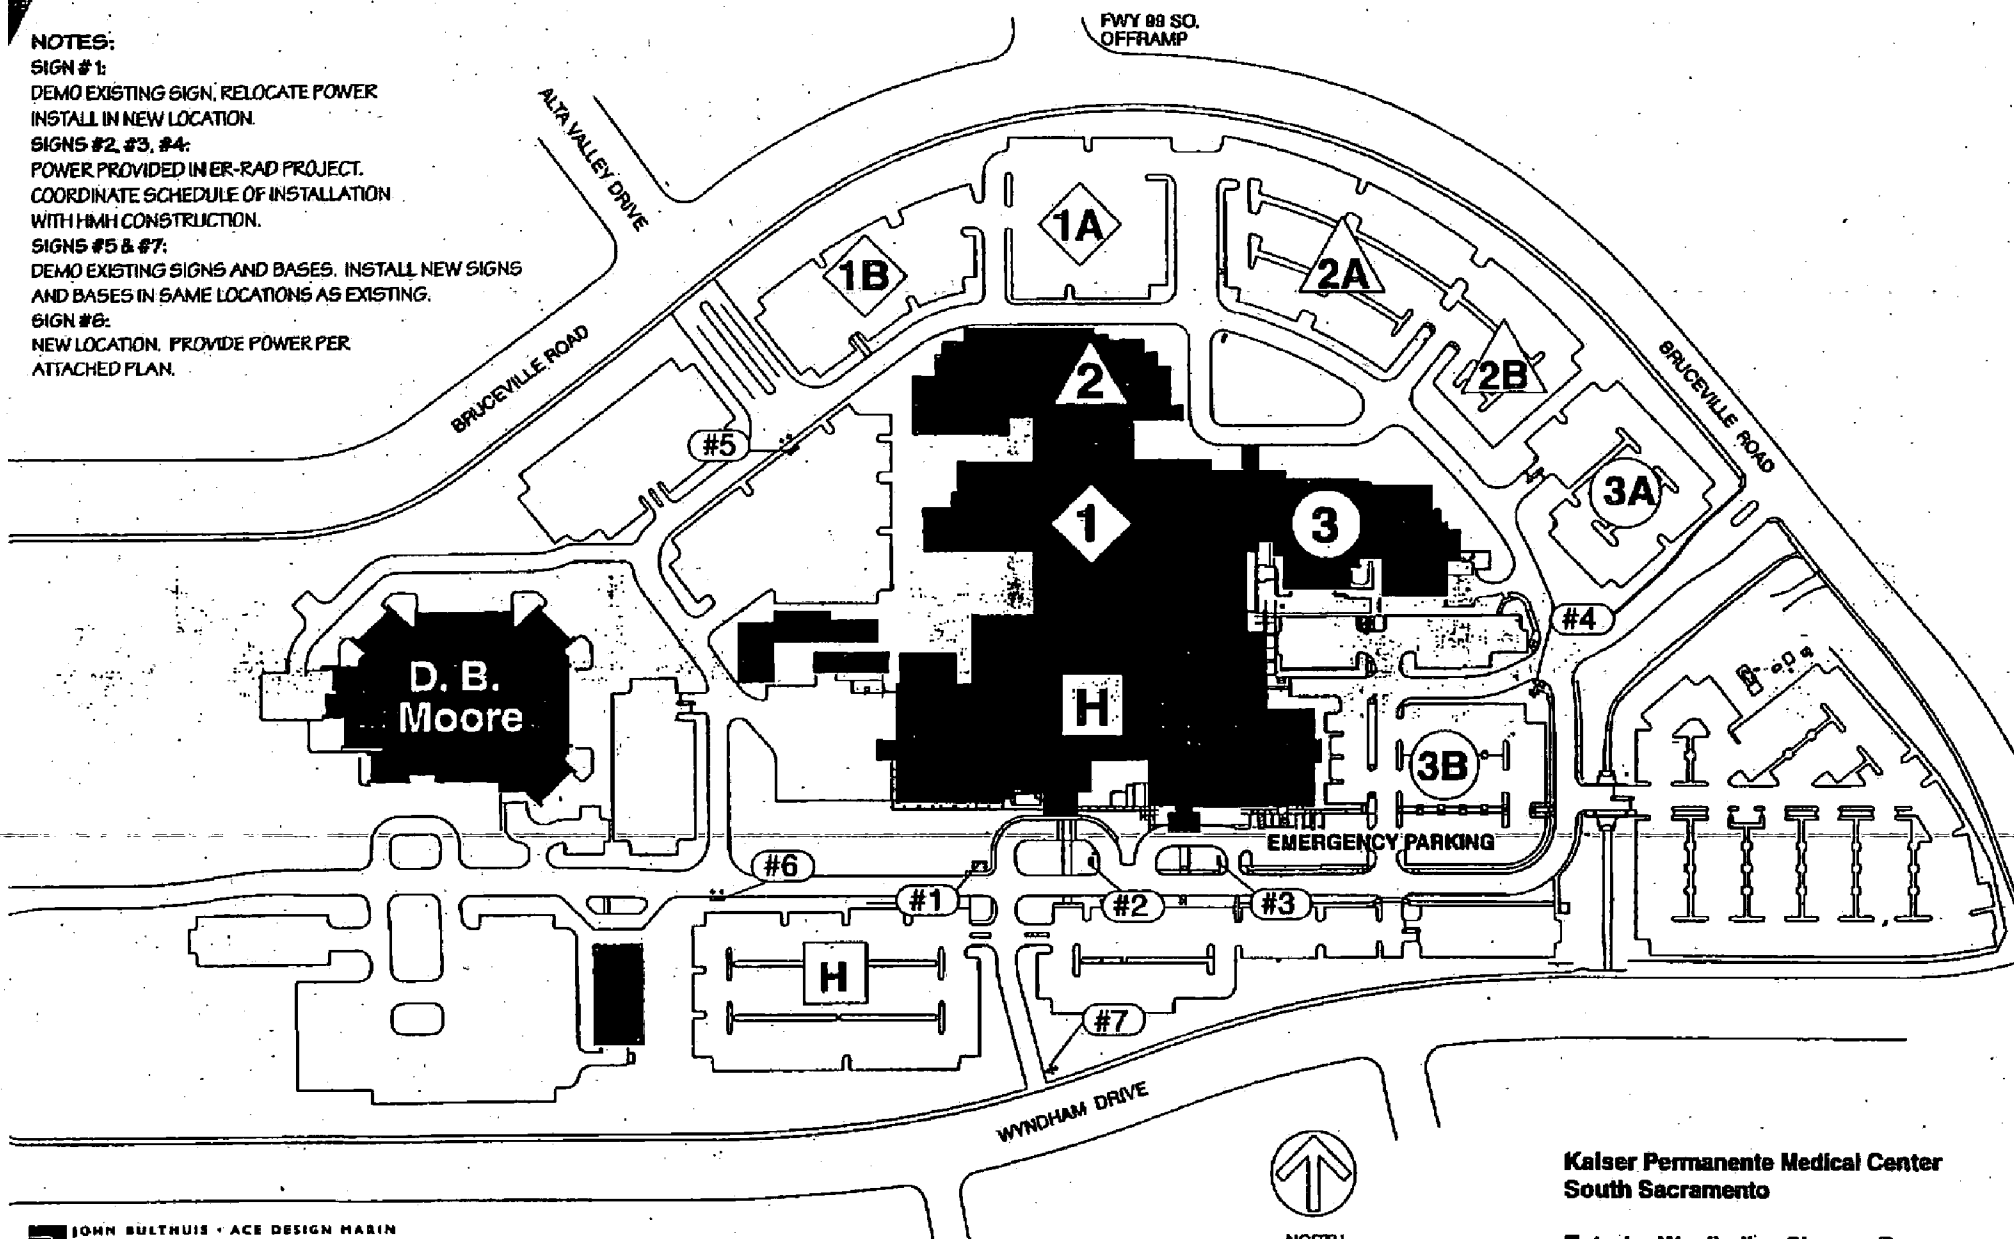 FWY 99 SO.
OFFRAMP
NOTES:
SIGN #1:
DEMO EXISTING SIGN, RELOCATE POWER
INSTALL IN NEW LOCATION.
SIGNS #2, #3, #4:
POWER PROVIDED IN ER-RAD PROJECT.
COORDINATE SCHEDULE OF INSTALLATION
WITH HMH CONSTRUCTION.
SIGNS #5 & #7:
DEMO EXISTING SIGNS AND BASES. INSTALL NEW SIGNS
AND BASES IN SAME LOCATIONS AS EXISTING.
SIGN #6:
NEW LOCATION. PROVIDE POWER PER
ATTACHED PLAN.
ALTA VALLEY DRIVE
1A
1B
2A
BRUCEVILLE ROAD
2B
BRUCEVILLE ROAD
2
#5
3A
1
3
#4
D. B.
Moore
H
3B
EMERGENCY PARKING
#6
#1
#2
#3
H
#7
WYNDHAM DRIVE
Kaiser Permanente Medical Center
South Sacramento
JOHN BULTHUIS · ACE DESIGN MARIN
NORTH